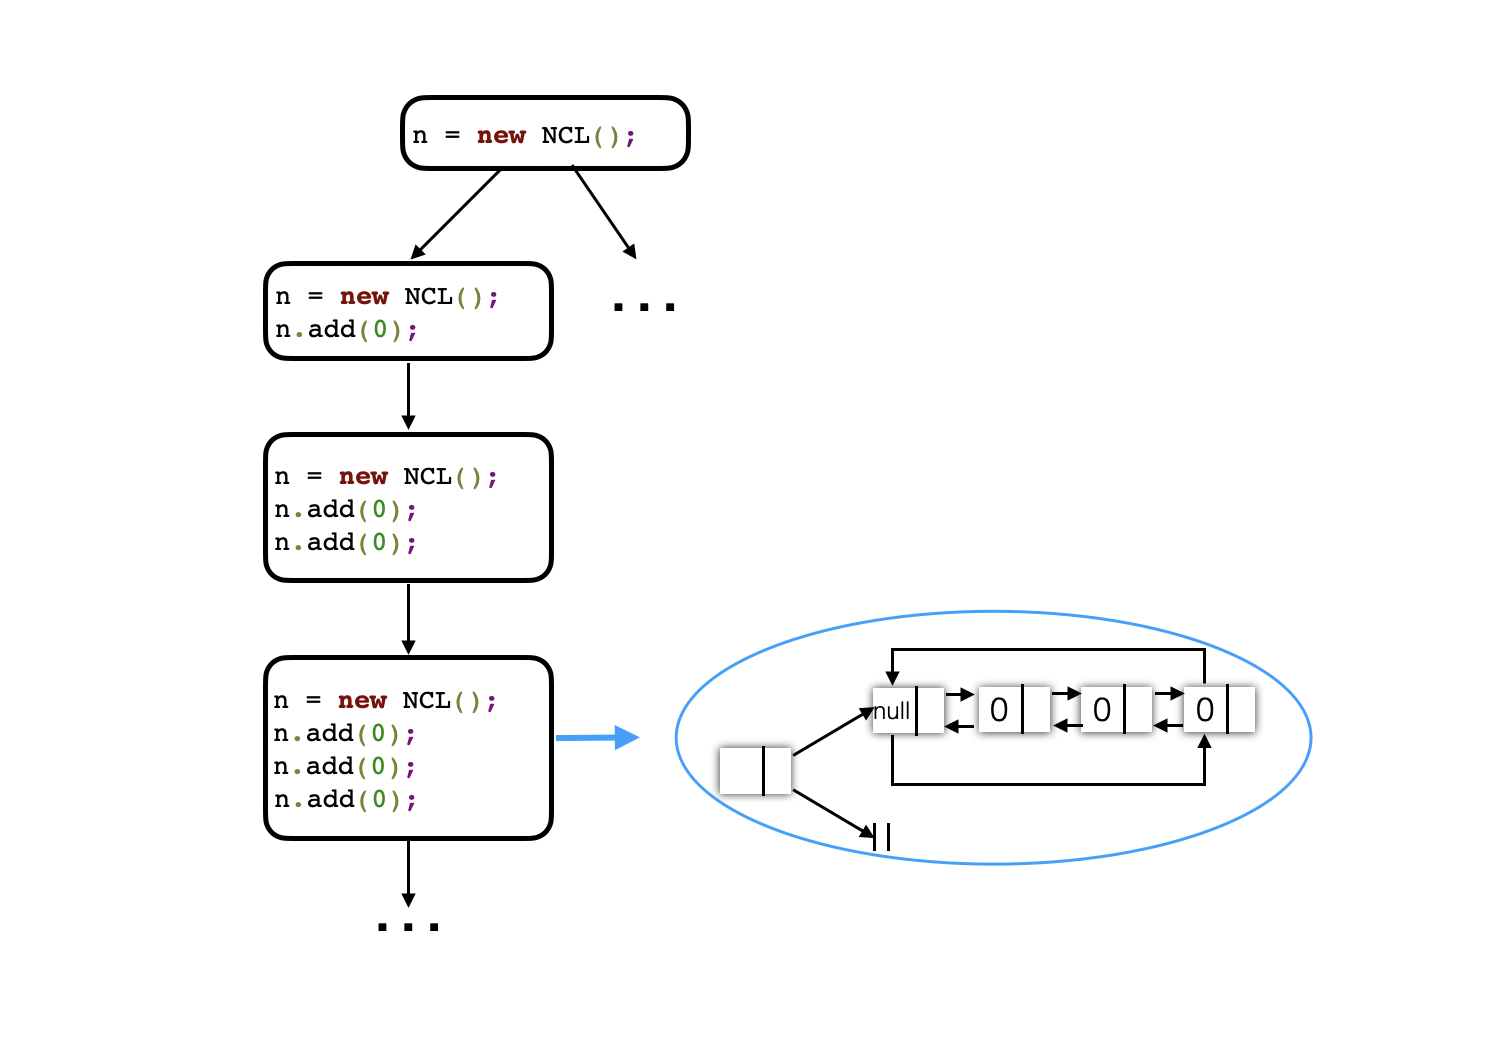 n = new NCL();
n = new NCL();
n.add(0);
...
n = new NCL();
n.add(0);
n.add(0);
n = new NCL();
n.add(0);
n.add(0);
n.add(0);
null 0 0 0
...